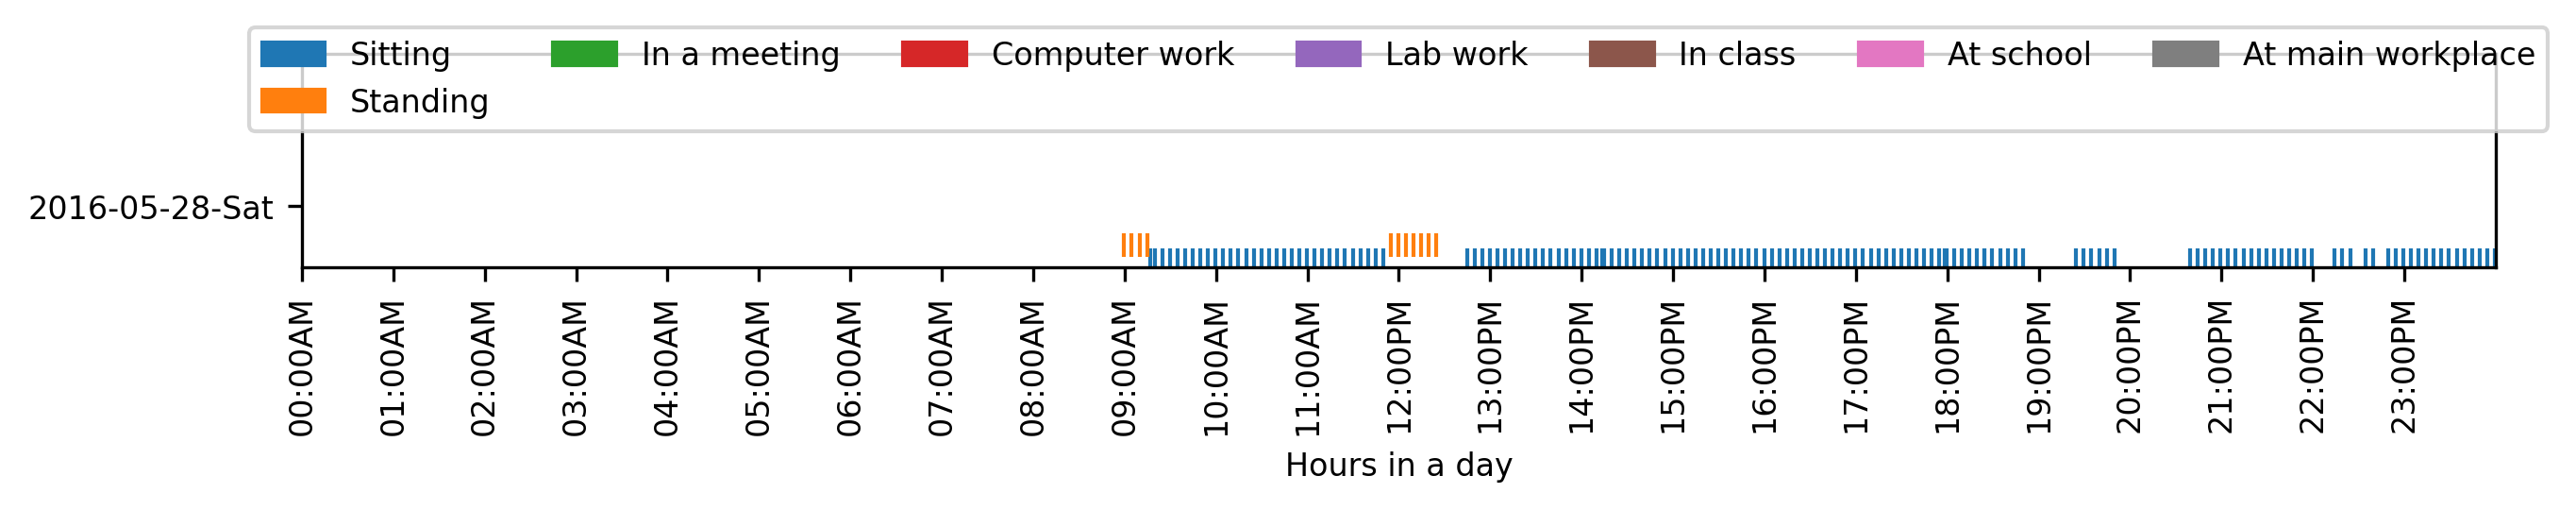 Sitting In a meeting Computer work Lab work In class At school At main workplace
Standing
2016-05-28-Sat
00:00AM 01:00AM 02:00AM 03:00AM 04:00AM 05:00AM 06:00AM 07:00AM 08:00AM 09:00AM 10:00AM 11:00AM 12:00PM 13:00PM 14:00PM 15:00PM 16:00PM 17:00PM 18:00PM 19:00PM 20:00PM 21:00PM 22:00PM 23:00PM
Hours in a day